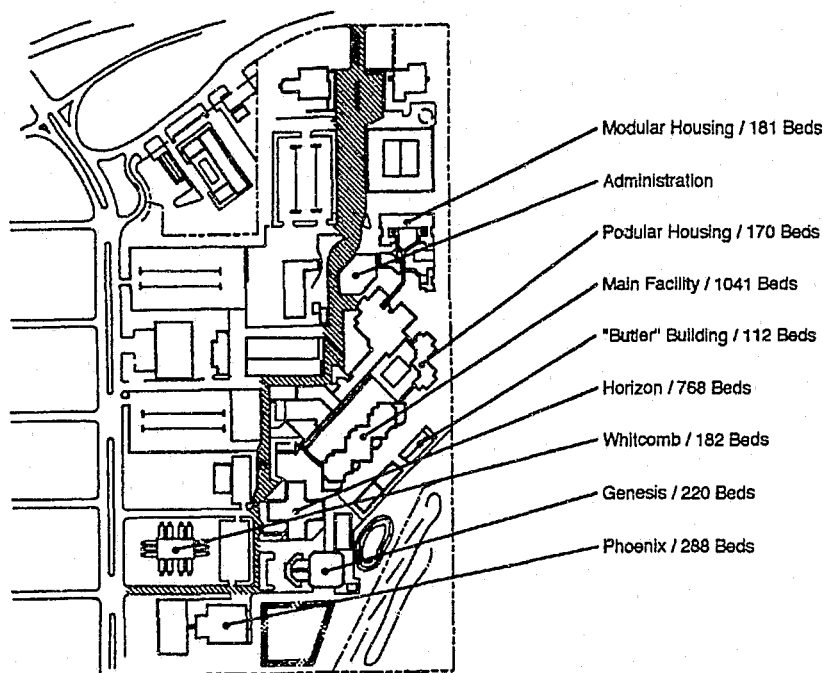 Modular Housing / 181 Beds
Administration
Podular Housing / 170 Beds
Main Facility / 1041 Beds
"Butler" Building / 112 Beds
Horizon / 768 Beds
Whitcomb / 182 Beds
Genesis / 220 Beds
Phoenix / 288 Beds